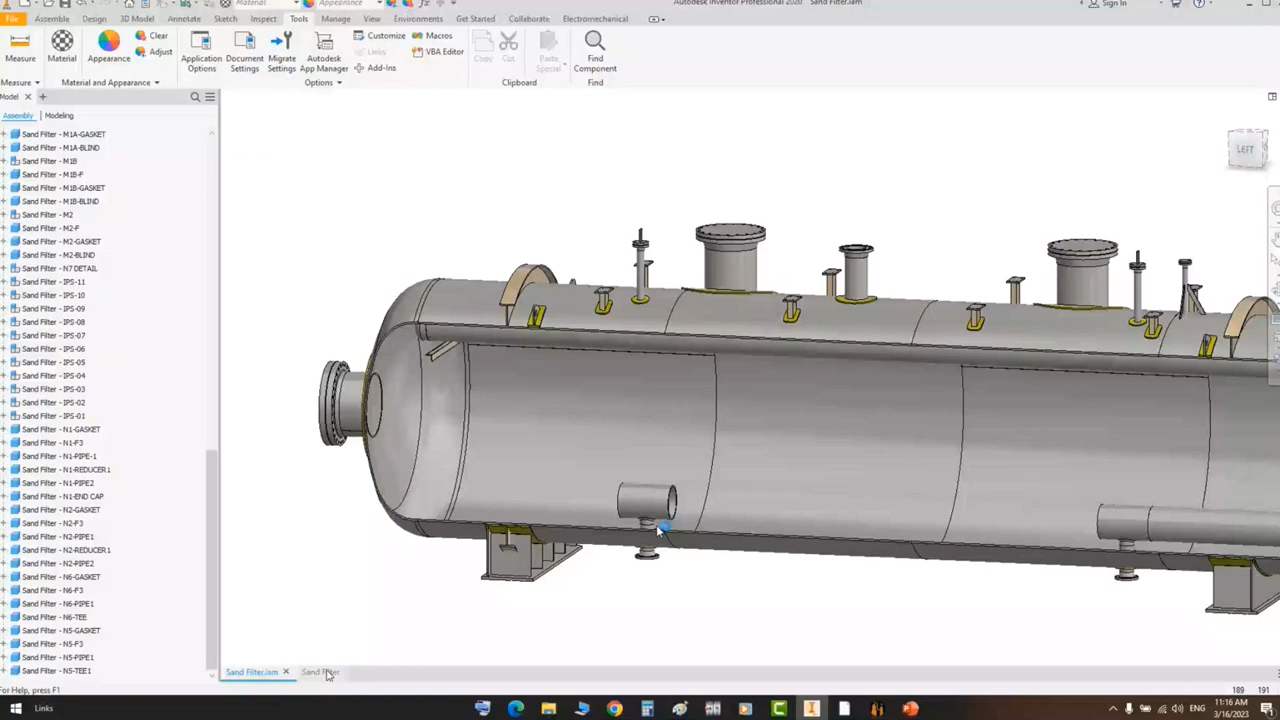 Material
Appearance
Autodesk Inventor Professional 2020 Sand Filter.iam
Sign In
File
Assemble
Design
3D Model
Annotate
Sketch
Inspect
Tools
Manage
View
Environments
Get Started
Collaborate
Electromechanical
Measure
Material
Appearance
Clear
Adjust
Application Options
Document Settings
Migrate Settings
Autodesk App Manager
Customize
Links
Add-Ins
Macros
VBA Editor
Copy
Cut
Paste Special
Find Component
Measure
Material and Appearance
Options
Clipboard
Find
Model
Assembly
Modeling
Sand Filter - M1A-GASKET
Sand Filter - M1A-BLIND
Sand Filter - M1B
Sand Filter - M1B-F
Sand Filter - M1B-GASKET
Sand Filter - M1B-BLIND
Sand Filter - M2
Sand Filter - M2-F
Sand Filter - M2-GASKET
Sand Filter - M2-BLIND
Sand Filter - N7 DETAIL
Sand Filter - IPS-11
Sand Filter - IPS-10
Sand Filter - IPS-09
Sand Filter - IPS-08
Sand Filter - IPS-07
Sand Filter - IPS-06
Sand Filter - IPS-05
Sand Filter - IPS-04
Sand Filter - IPS-03
Sand Filter - IPS-02
Sand Filter - IPS-01
Sand Filter - N1-GASKET
Sand Filter - N1-F3
Sand Filter - N1-PIPE-1
Sand Filter - N1-REDUCER1
Sand Filter - N1-PIPE2
Sand Filter - N1-END CAP
Sand Filter - N2-GASKET
Sand Filter - N2-F3
Sand Filter - N2-PIPE1
Sand Filter - N2-REDUCER1
Sand Filter - N2-PIPE2
Sand Filter - N6-GASKET
Sand Filter - N6-F3
Sand Filter - N6-PIPE1
Sand Filter - N6-TEE
Sand Filter - N5-GASKET
Sand Filter - N5-F3
Sand Filter - N5-PIPE1
Sand Filter - N5-TEE1
LEFT
Sand Filter.iam
Sand Filter
For Help, press F1
189 191
Links
ENG
11:16 AM
3/16/2023